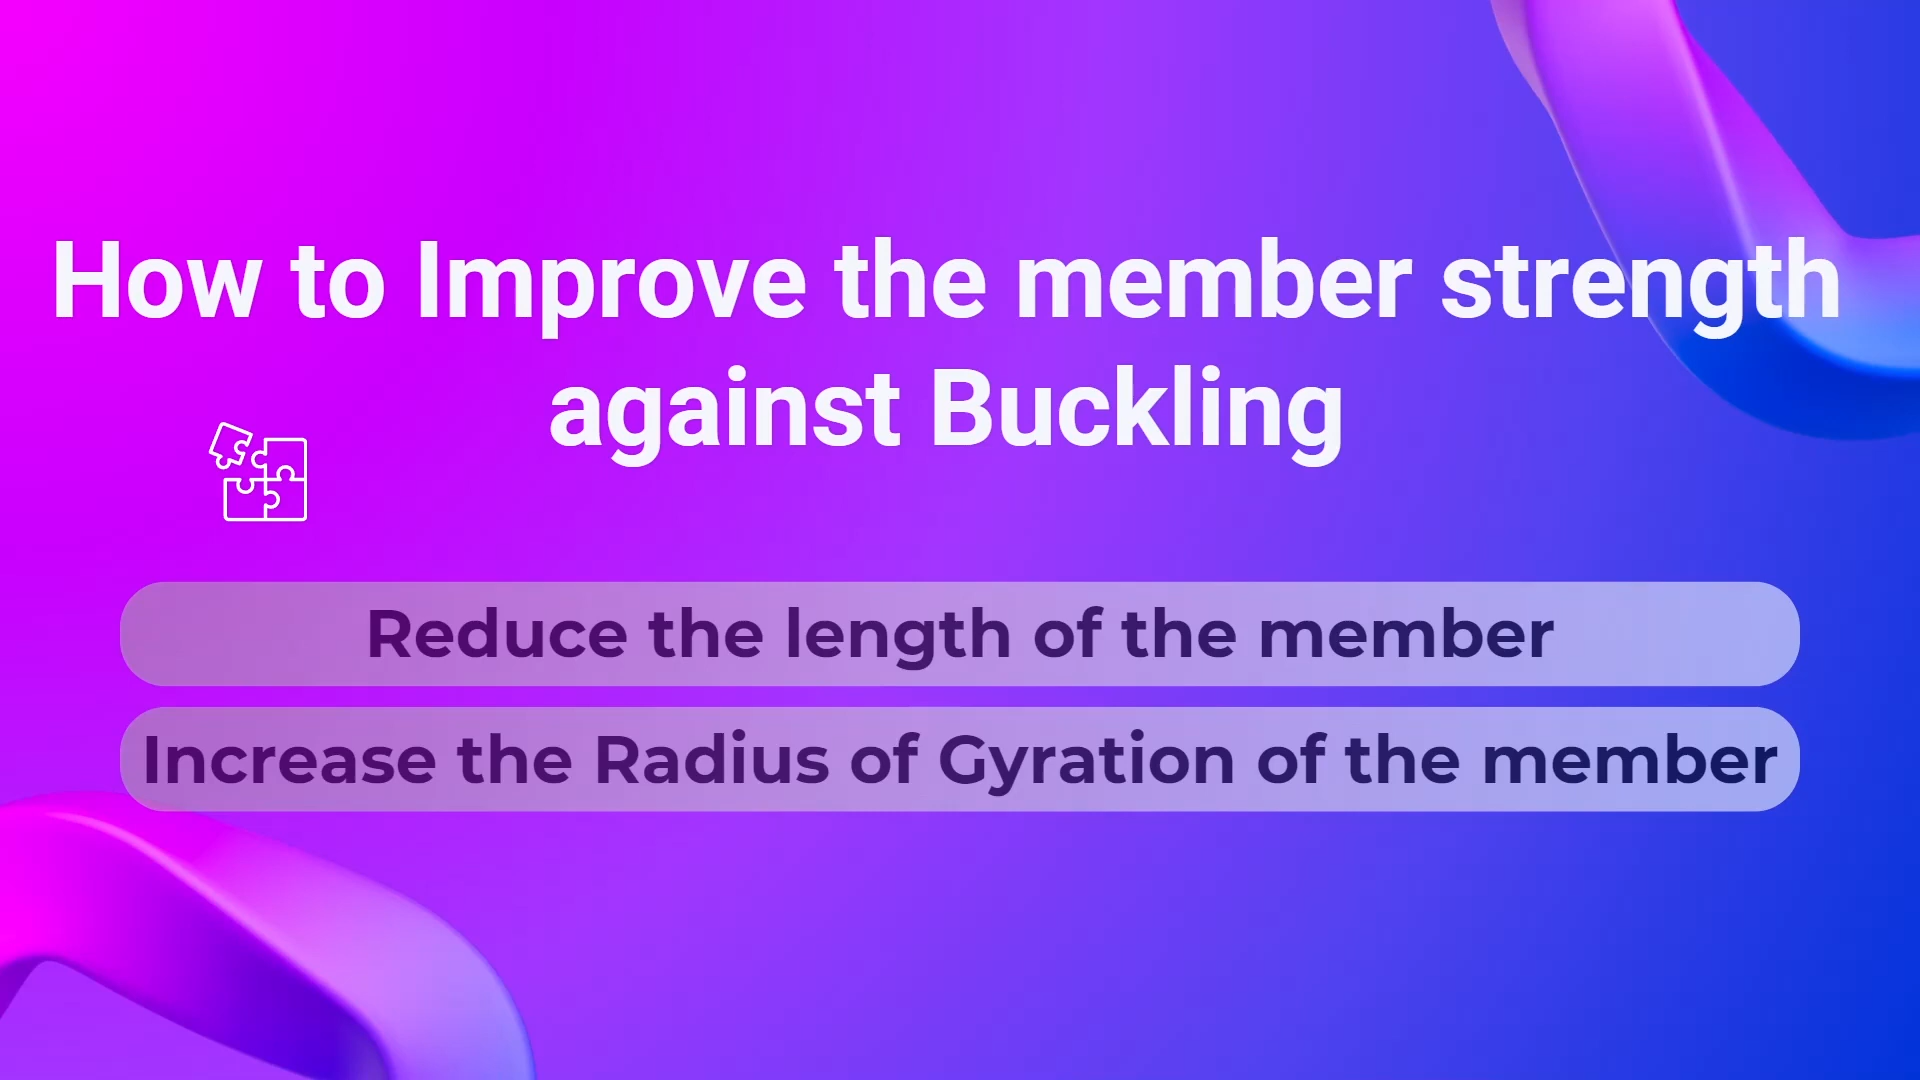 How to Improve the member strength
against Buckling
Reduce the length of the member
Increase the Radius of Gyration of the member